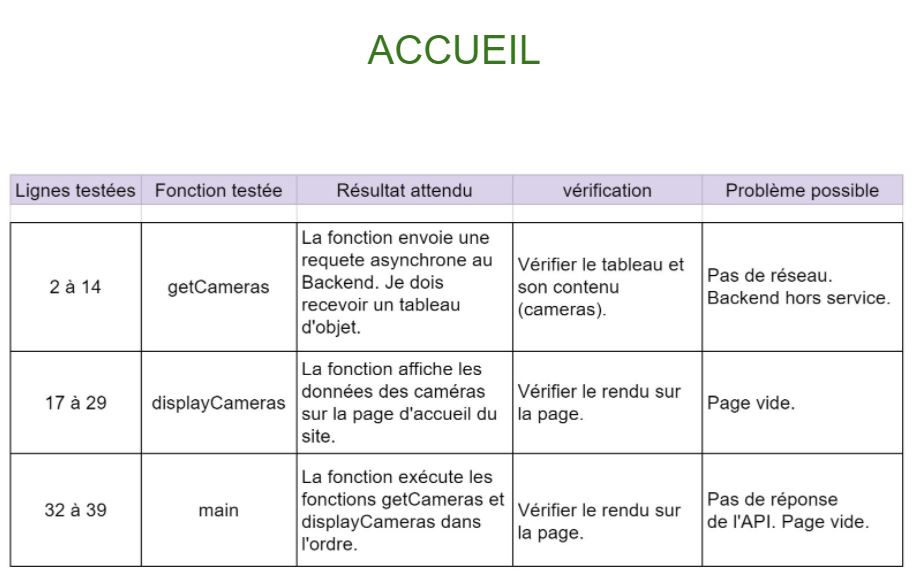 ACCUEIL
Lignes testées Fonction testée Résultat attendu vérification Problème possible
2 à 14
getCameras
La fonction envoie une
requete asynchrone au
Backend. Je dois
recevoir un tableau
d'objet.
Vérifier le tableau et
son contenu
(cameras).
Pas de réseau.
Backend hors service.
17 à 29
displayCameras
La fonction affiche les
données des caméras
sur la page d'accueil du
site.
Vérifier le rendu sur
la page.
Page vide.
32 à 39
main
La fonction exécute les
fonctions getCameras et
displayCameras dans
l'ordre.
Vérifier le rendu sur
la page.
Pas de réponse
de l'API. Page vide.